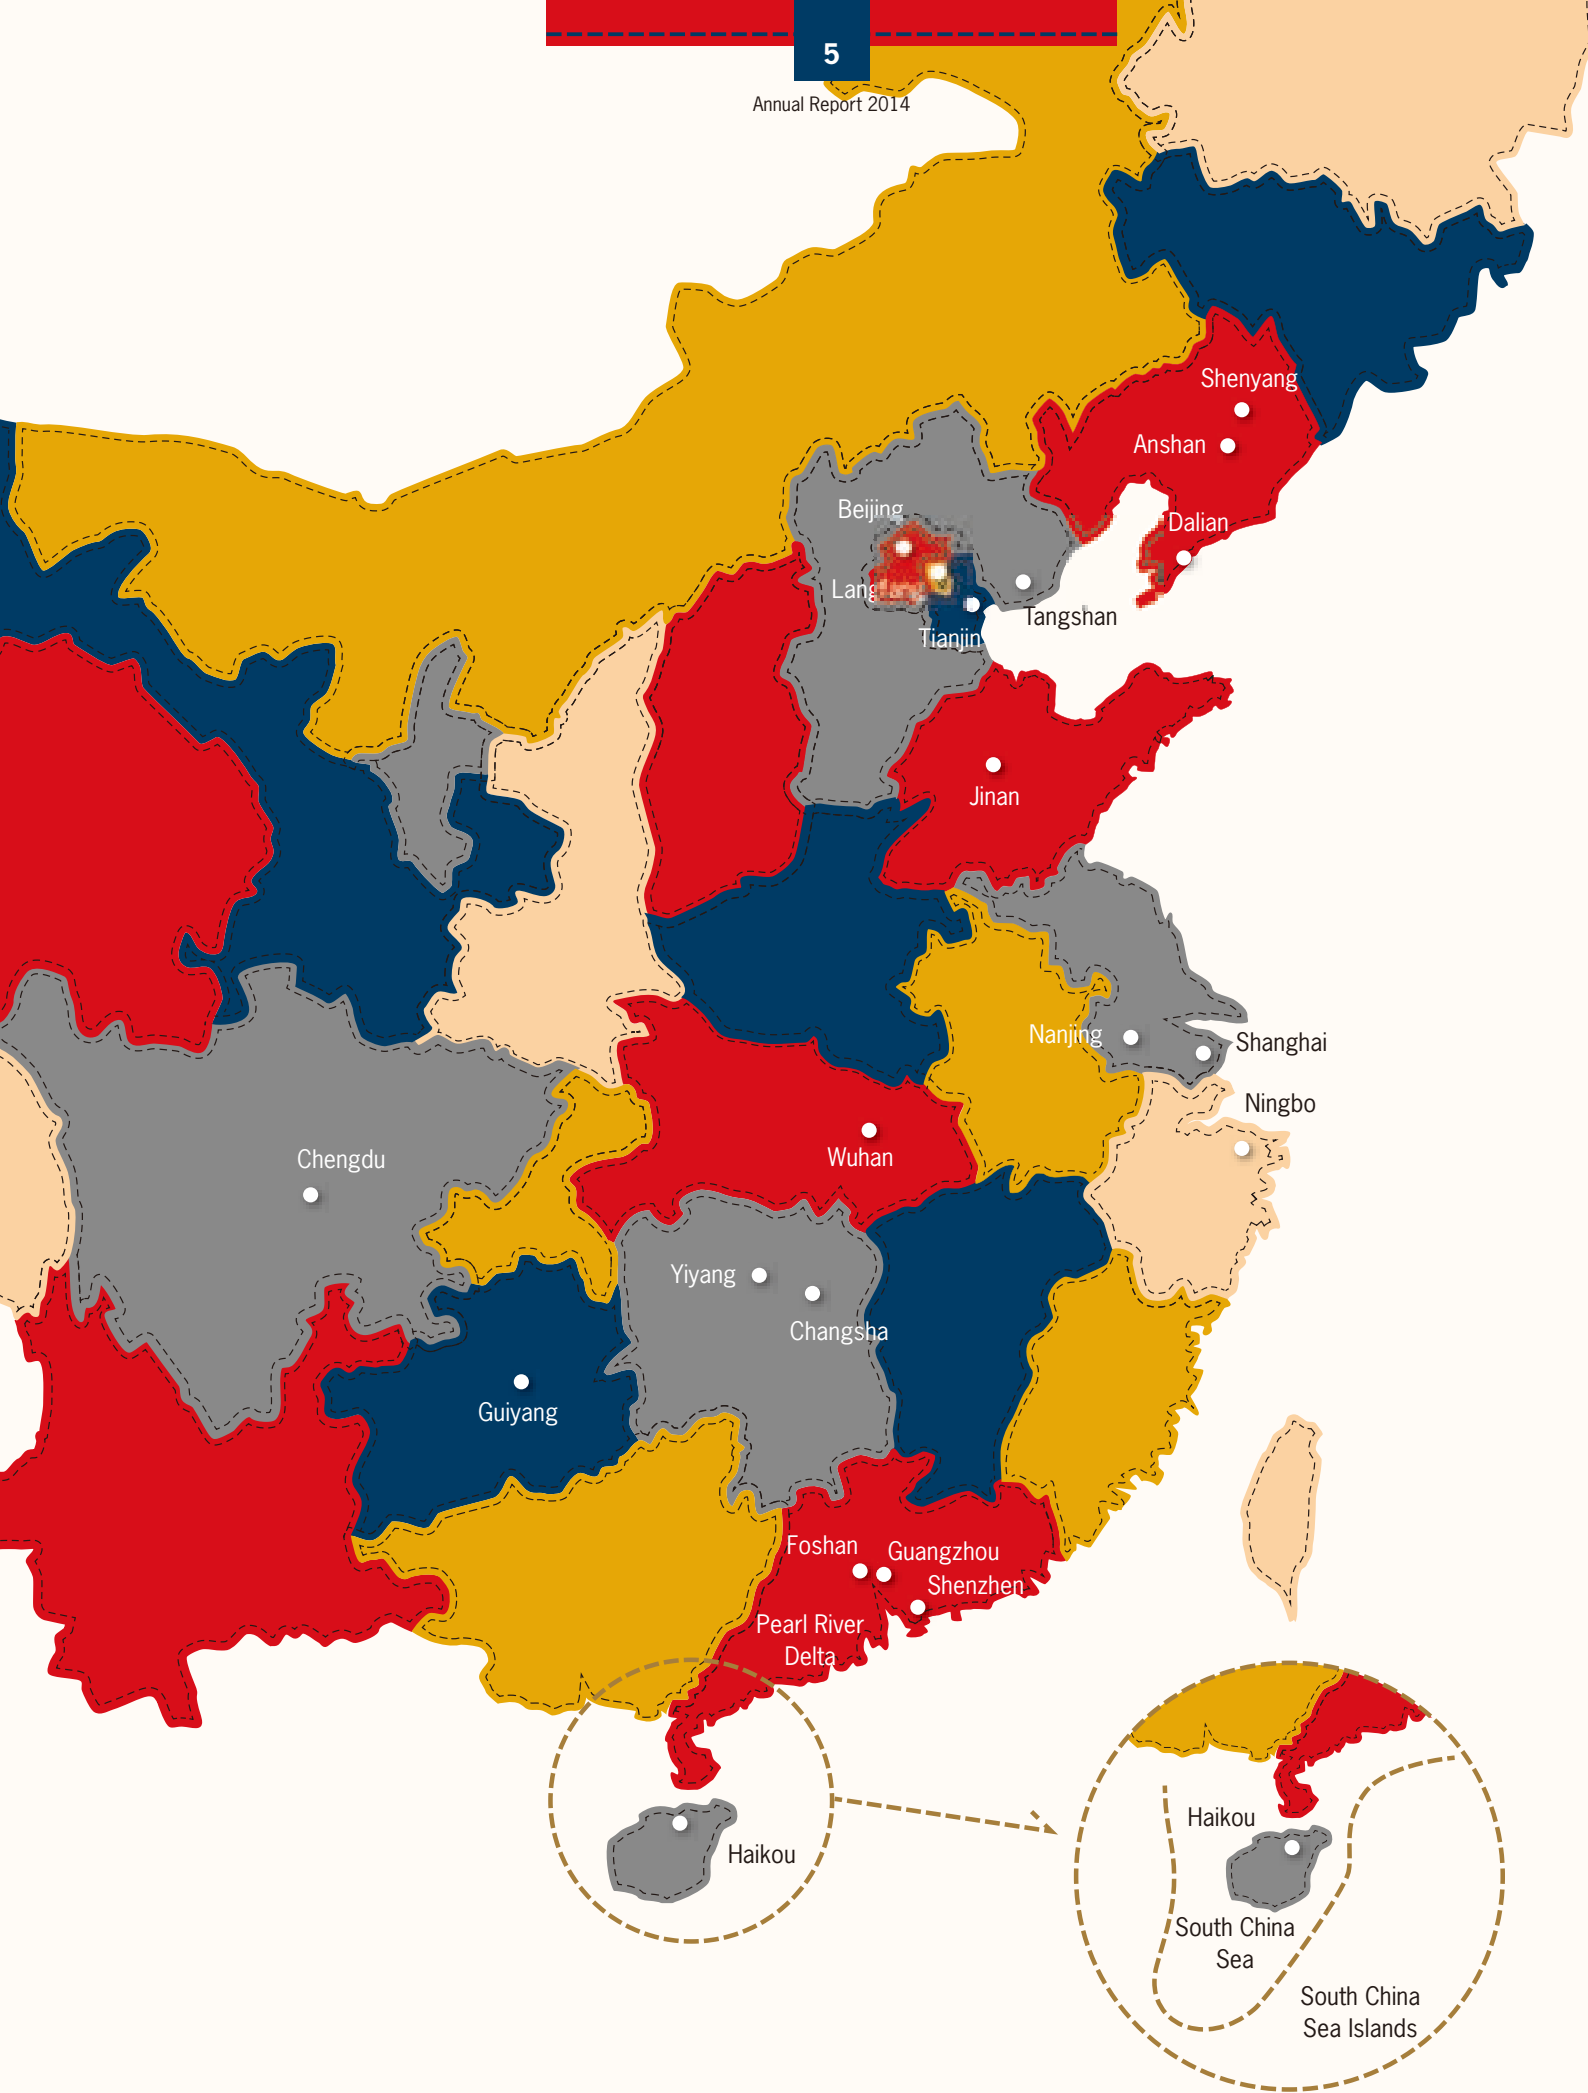 5
Annual Report 2014
Shenyang
Anshan
Beijing
Dalian
Tangshan
Tianjin
Jinan
Nanjing
Shanghai
Ningbo
Chengdu
Wuhan
Yiyang
Changsha
Guiyang
Foshan
Guangzhou
Shenzhen
Pearl River
Delta
Haikou
Haikou
South China
Sea
South China
Sea Islands